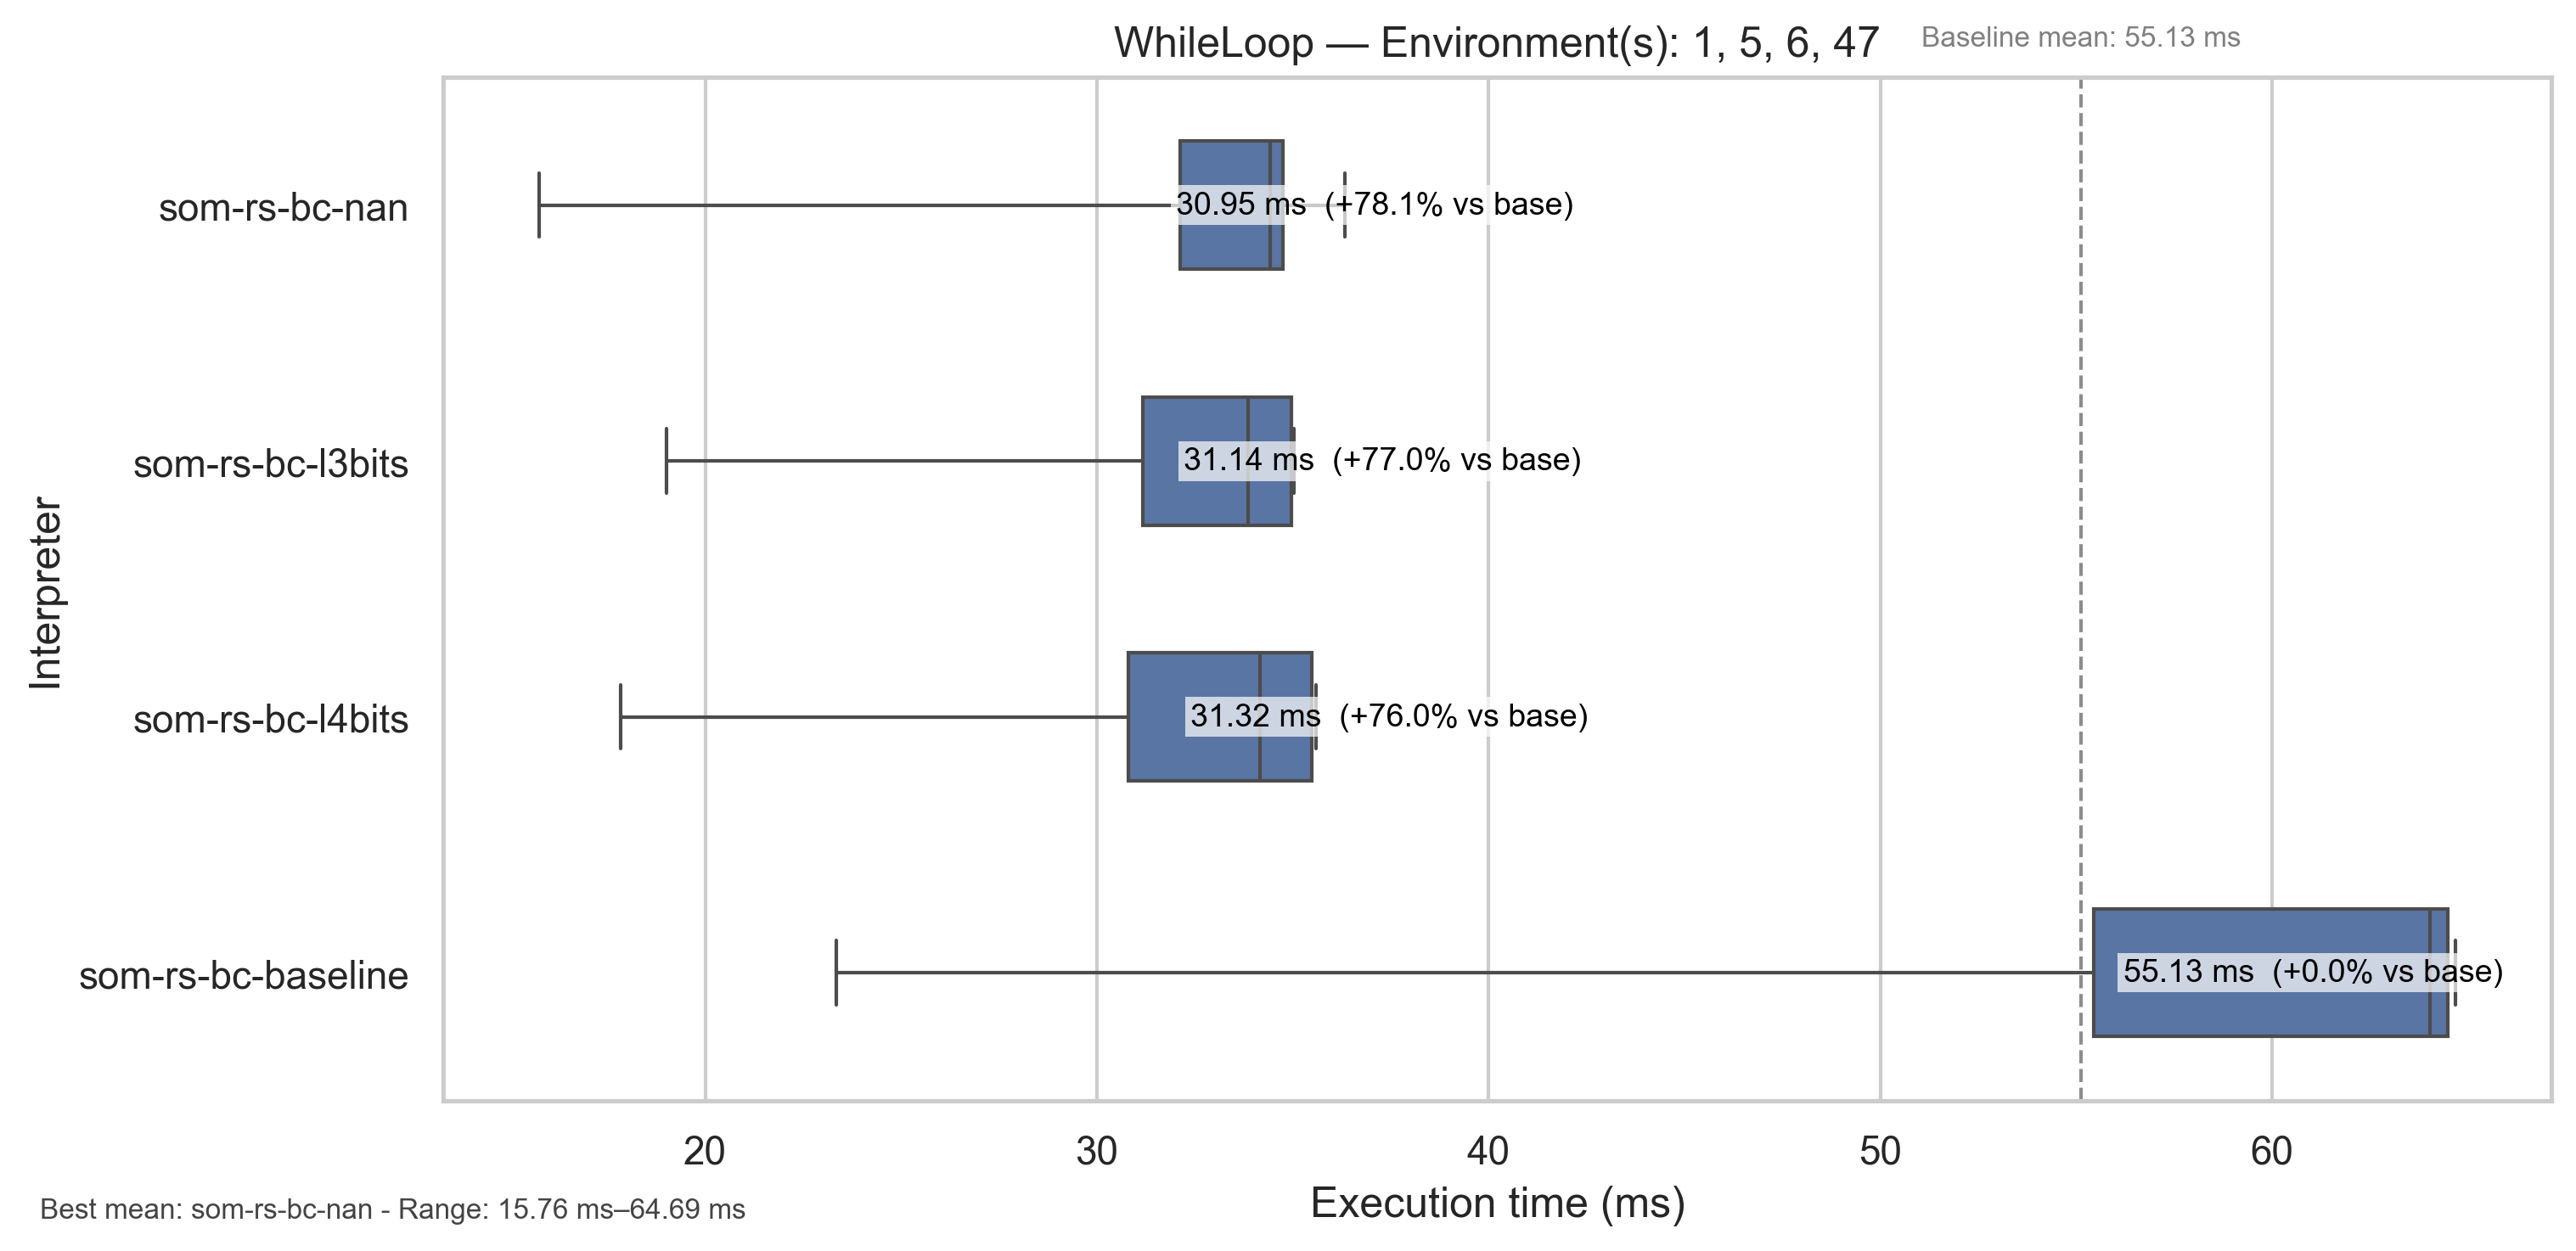 WhileLoop — Environment(s): 1, 5, 6, 47
Baseline mean: 55.13 ms
Interpreter
som-rs-bc-nan
30.95 ms (+78.1% vs base)
som-rs-bc-l3bits
31.14 ms (+77.0% vs base)
som-rs-bc-l4bits
31.32 ms (+76.0% vs base)
som-rs-bc-baseline
55.13 ms (+0.0% vs base)
20 30 40 50 60
Execution time (ms)
Best mean: som-rs-bc-nan - Range: 15.76 ms–64.69 ms